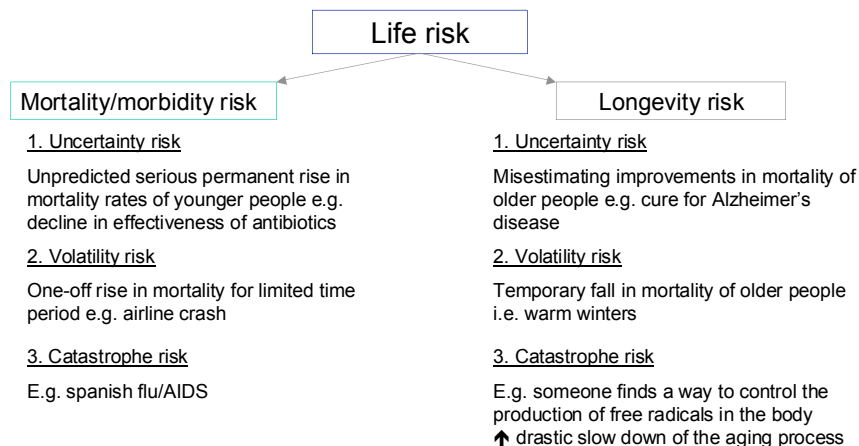 Life risk
Mortality/morbidity risk
1. Uncertainty risk
Unpredicted serious permanent rise in
mortality rates of younger people e.g.
decline in effectiveness of antibiotics
2. Volatility risk
One-off rise in mortality for limited time
period e.g. airline crash
3. Catastrophe risk
E.g. spanish flu/AIDS
Longevity risk
1. Uncertainty risk
Misestimating improvements in mortality of
older people e.g. cure for Alzheimer's
disease
2. Volatility risk
Temporary fall in mortality of older people
i.e. warm winters
3. Catastrophe risk
E.g. someone finds a way to control the
production of free radicals in the body
🡱 drastic slow down of the aging process